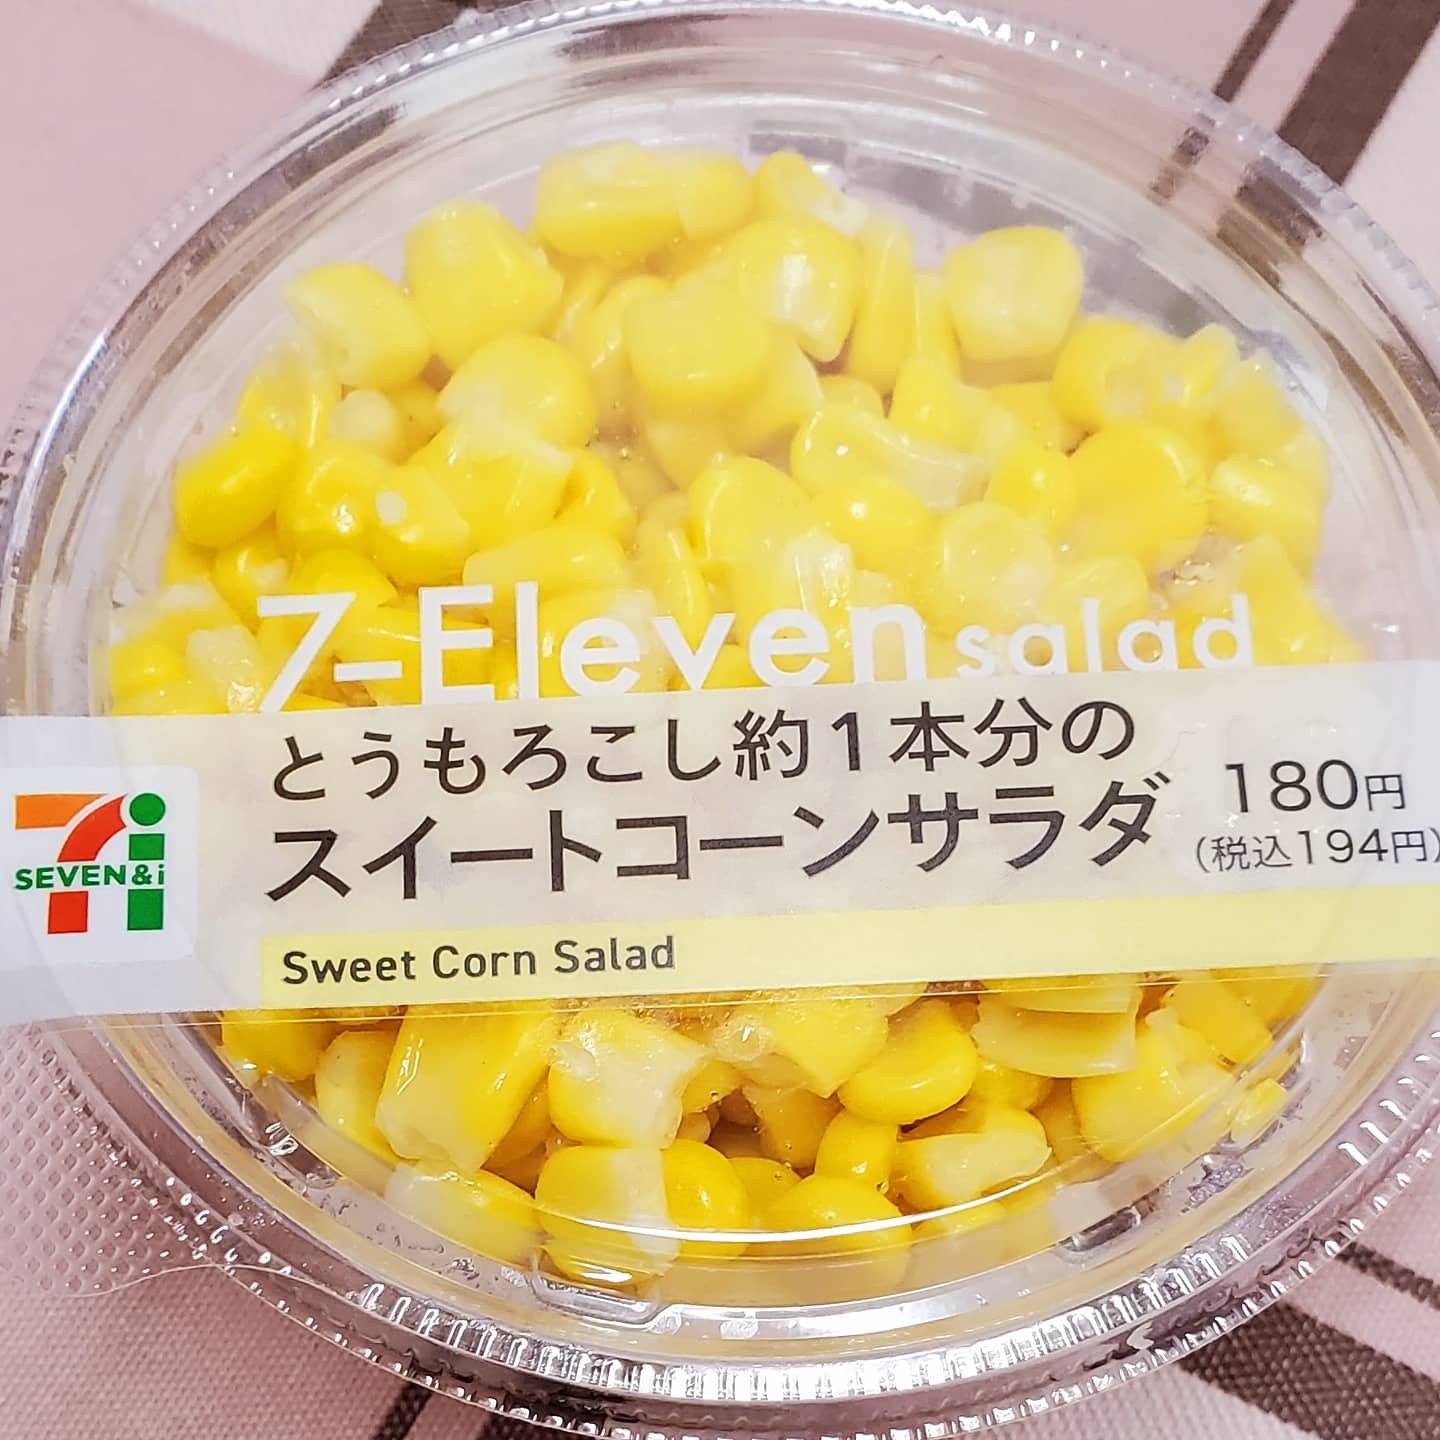 7-Eleven salad
とうもろこし約1本分の
スイートコーンサラダ
180円
(税込194円)
SEVEN&i
Sweet Corn Salad